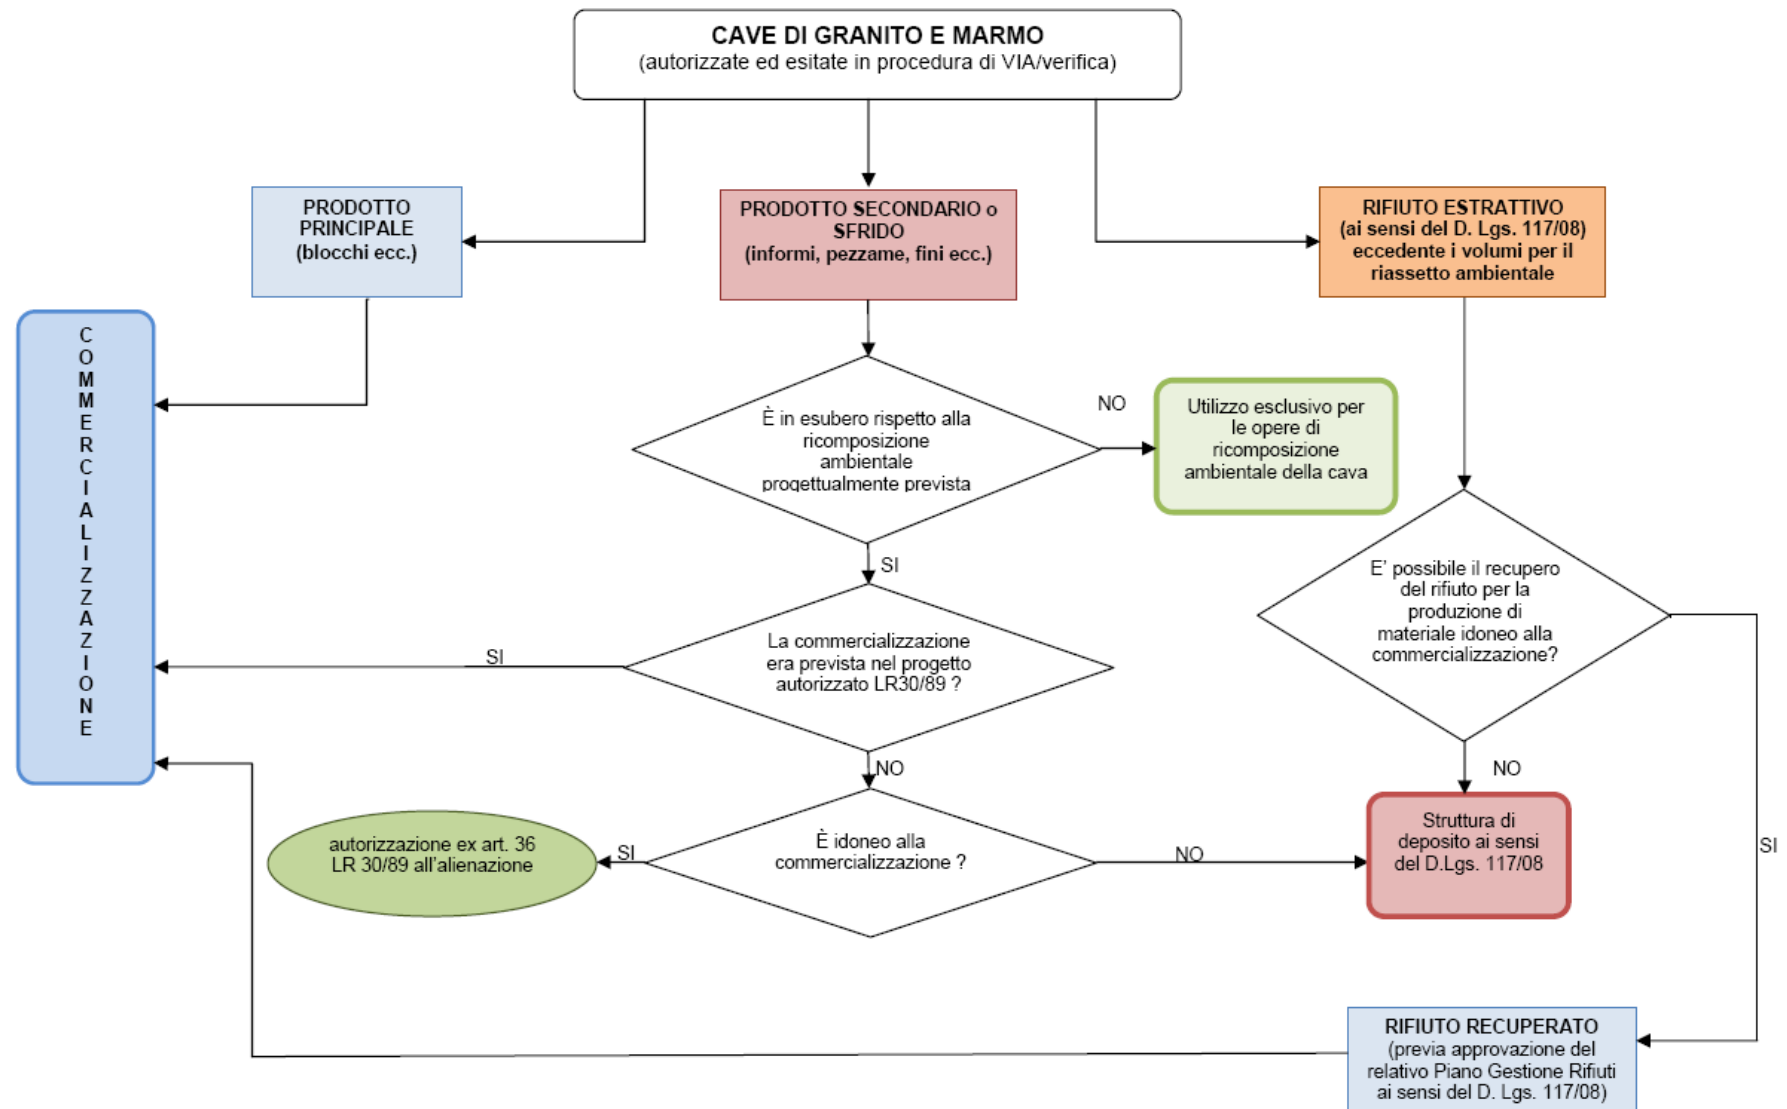 CAVE DI GRANITO E MARMO
(autorizzate ed esitate in procedura di VIA/verifica)
PRODOTTO
PRINCIPALE
(blocchi ecc.)
PRODOTTO SECONDARIO o
SFRIDO
(informi, pezzame, fini ecc.)
RIFIUTO ESTRATTIVO
(ai sensi del D. Lgs. 117/08)
eccedente i volumi per il
riassetto ambientale
COMMERCIALIZZAZIONE
È in esubero rispetto alla
ricomposizione
ambientale
progettualmente prevista
NO
Utilizzo esclusivo per
le opere di
ricomposizione
ambientale della cava
SI
E' possibile il recupero
del rifiuto per la
produzione di
materiale idoneo alla
commercializzazione?
La commercializzazione
era prevista nel progetto
autorizzato LR30/89 ?
SI
NO
NO
È idoneo alla
commercializzazione ?
SI
NO
autorizzazione ex art. 36
LR 30/89 all'alienazione
Struttura di
deposito ai sensi
del D.Lgs. 117/08
SI
RIFIUTO RECUPERATO
(previa approvazione del
relativo Piano Gestione Rifiuti
ai sensi del D. Lgs. 117/08)